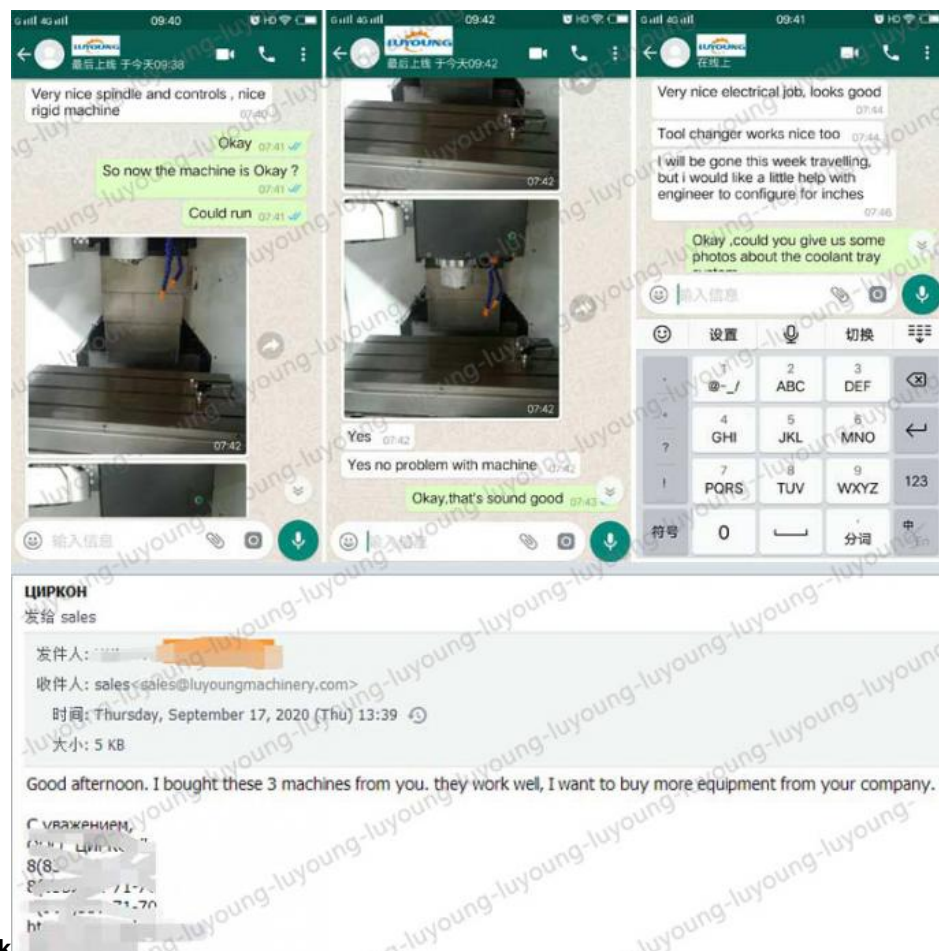 09:40
HD
LUYOUNG
最后上线 于今天09:38
Very nice spindle and controls , nice
rigid machine
07:40
Okay 07:41
So now the machine is Okay ?
07:41
Could run 07:41
07:42
输入信息
09:42
HD
LUYOUNG
最后上线 于今天09:42
07:42
07:42
Yes 07:42
Yes no problem with machine 07:42
Okay,that's sound good 07:43
输入信息
09:41
HD
LUYOUNG
在线上
Very nice electrical job, looks good
07:44
Tool changer works nice too 07:44
I will be gone this week travelling,
but i would like a little help with
engineer to configure for inches
07:46
Okay ,could you give us some
photos about the coolant tray
输入信息
设置 切换
1 2 3
@-_/ ABC DEF
4 5 6
? GHI JKL MNO
7 8 9
! PQRS TUV WXYZ 123
符号 0 分词 中
ЦИРКОН
发给 sales
发件人:
收件人: sales<sales@luyoungmachinery.com>
时间: Thursday, September 17, 2020 (Thu) 13:39
大小: 5 KB
Good afternoon. I bought these 3 machines from you. they work well, I want to buy more equipment from your company.
С уважением,
8(8
71-70
k